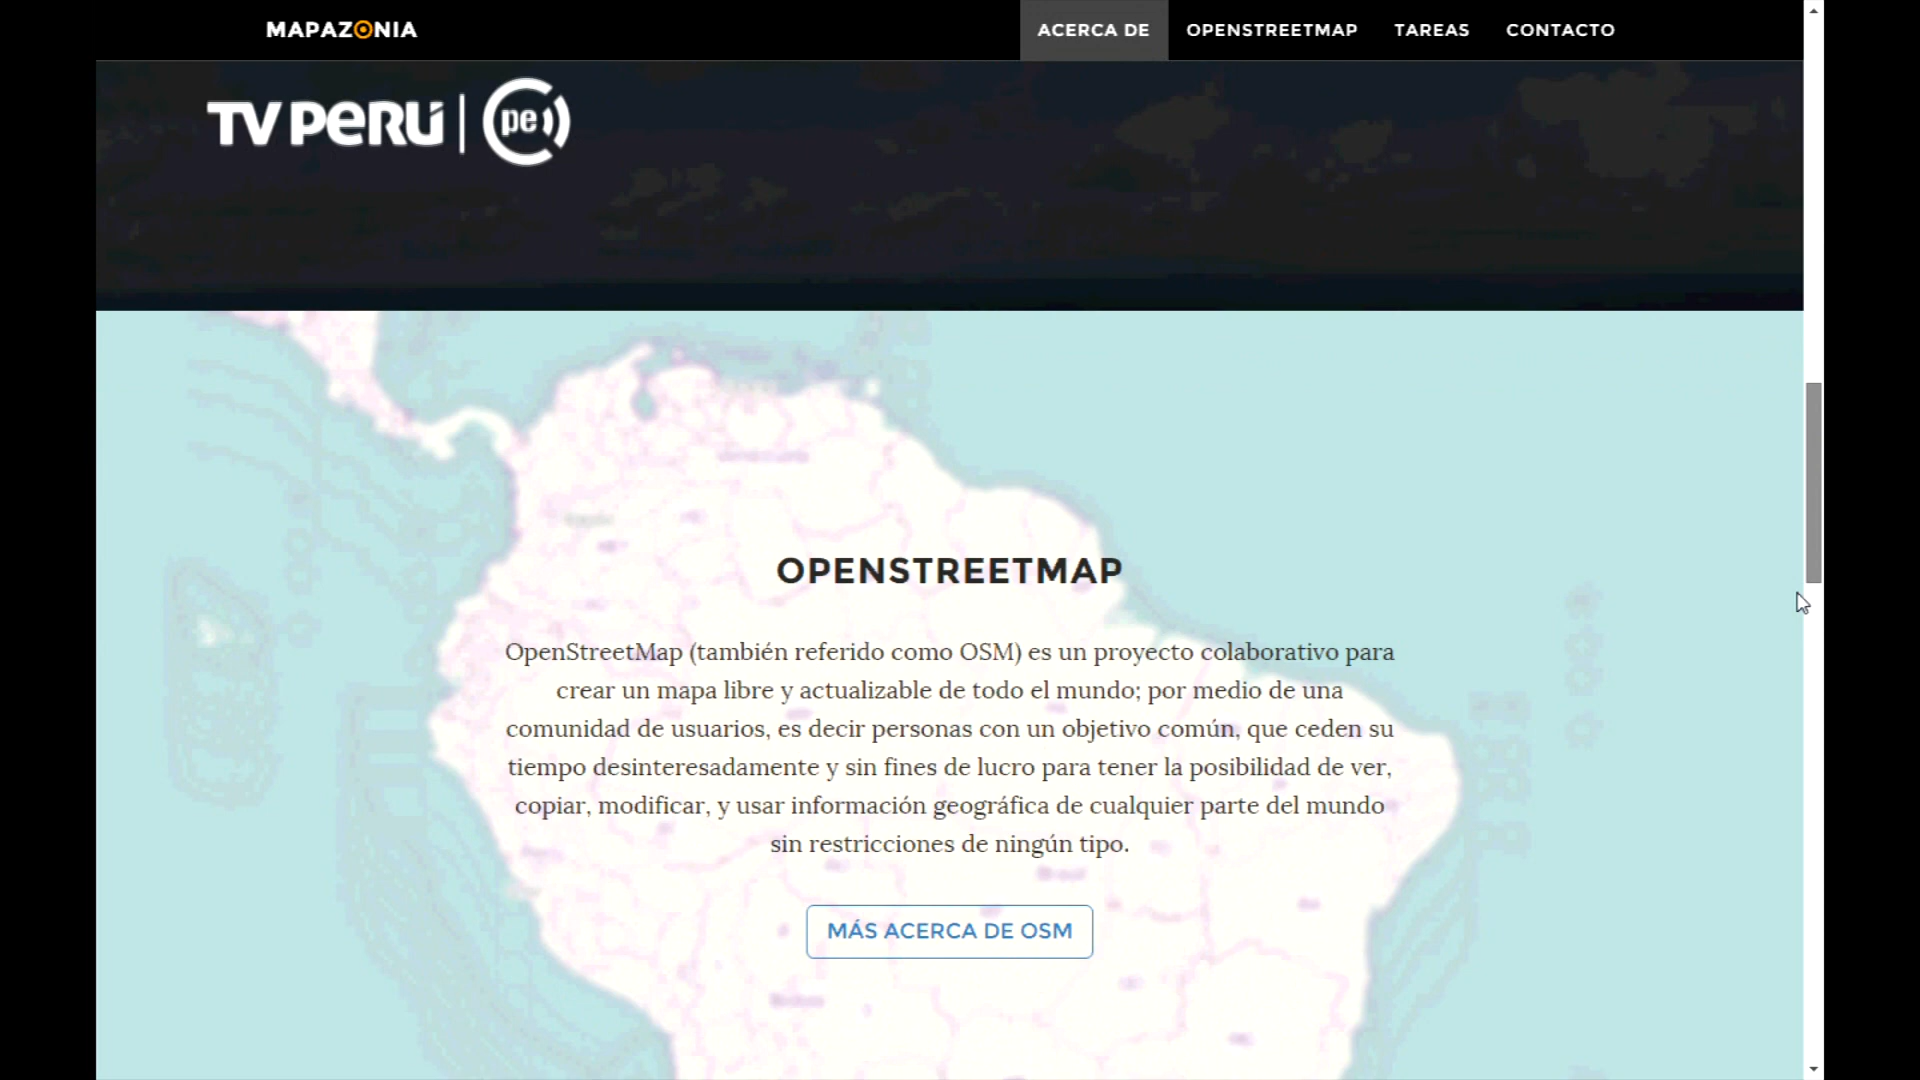 MAPAZONIA
ACERCA DE
OPENSTREETMAP
TAREAS
CONTACTO
TV PERÚ | pe
OPENSTREETMAP
OpenStreetMap (también referido como OSM) es un proyecto colaborativo para
crear un mapa libre y actualizable de todo el mundo; por medio de una
comunidad de usuarios, es decir personas con un objetivo común, que ceden su
tiempo desinteresadamente y sin fines de lucro para tener la posibilidad de ver,
copiar, modificar, y usar información geográfica de cualquier parte del mundo
sin restricciones de ningún tipo.
MÁS ACERCA DE OSM